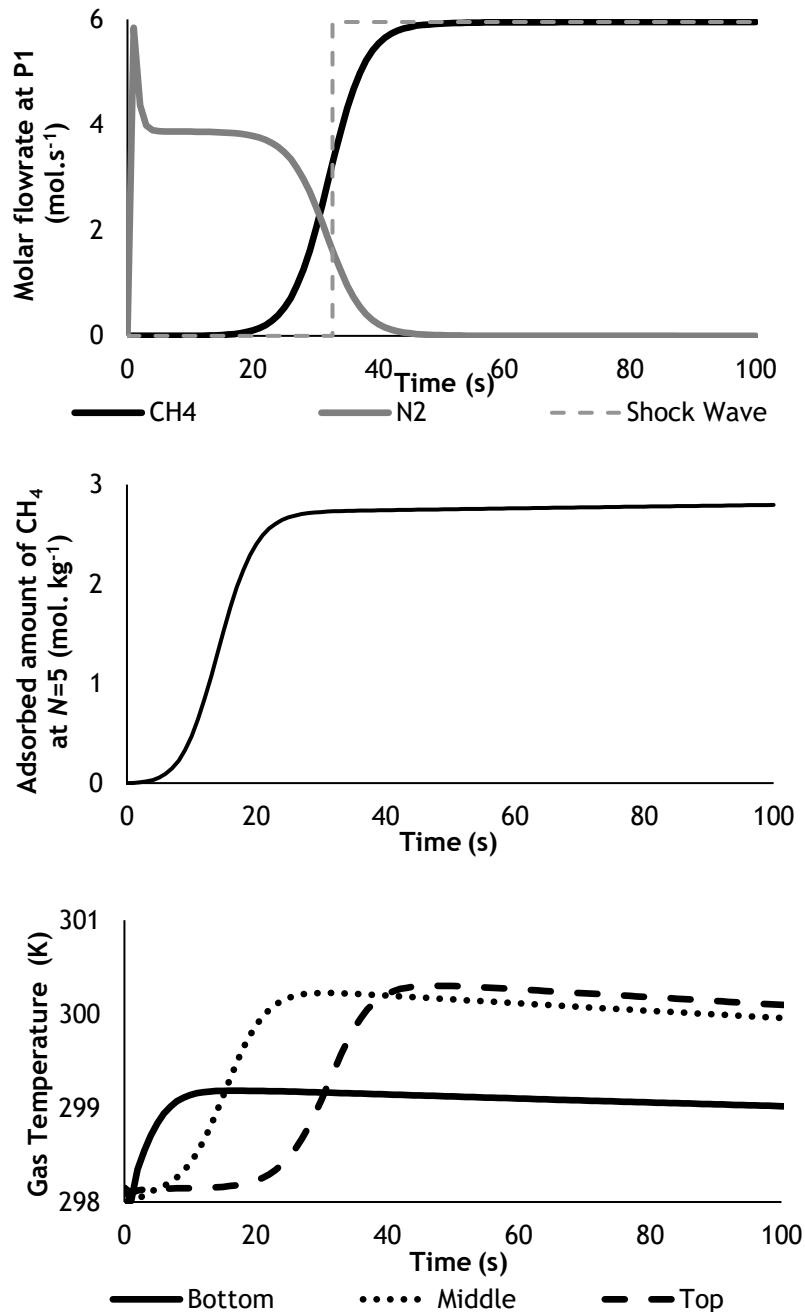 Molar flowrate at P1
(mol.s⁻¹)
6
4
2
0
0 20 40 60 80 100
Time (s)
CH4 N2 Shock Wave
Adsorbed amount of CH₄
at N=5 (mol. kg⁻¹)
3
2
1
0
0 20 40 60 80 100
Time (s)
Gas Temperature (K)
301
300
299
298
0 20 40 60 80 100
Time (s)
Bottom Middle Top